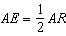 AE = 1/2 AR